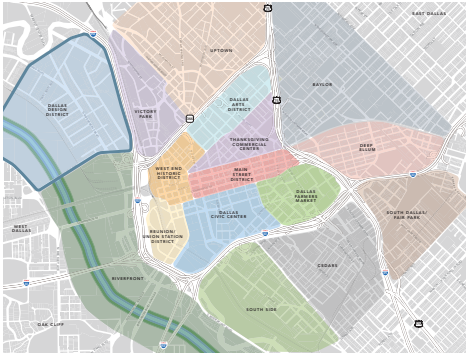 EAST DALLAS
UPTOWN
BAYLOR
DALLAS
DESIGN
DISTRICT
VICTORY
PARK
DALLAS
ARTS
DISTRICT
THANKSGIVING
COMMERCIAL
CENTER
DEEP
ELLUM
WEST END
HISTORIC
DISTRICT
MAIN
STREET
DISTRICT
DALLAS
FARMERS
MARKET
SOUTH DALLAS/
FAIR PARK
DALLAS
CIVIC CENTER
WEST
DALLAS
REUNION/
UNION STATION
DISTRICT
CEDARS
RIVERFRONT
SOUTH SIDE
OAK CLIFF